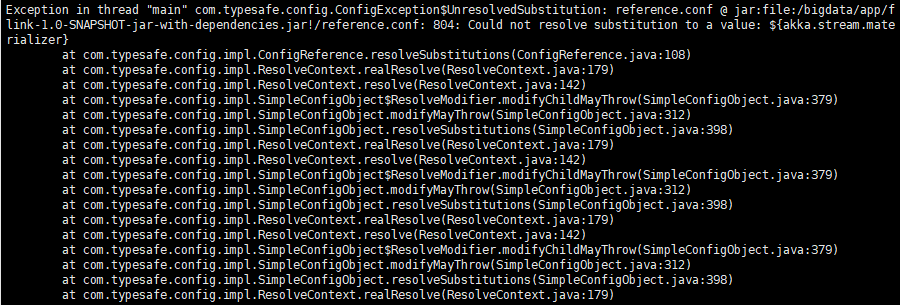 Exception in thread "main" com.typesafe.config.ConfigException$UnresolvedSubstitution: reference.conf @ jar:file:/bigdata/app/f
link-1.0-SNAPSHOT-jar-with-dependencies.jar!/reference.conf: 804: Could not resolve substitution to a value: ${akka.stream.mate
rializer}
at com.typesafe.config.impl.ConfigReference.resolveSubstitutions(ConfigReference.java:108)
at com.typesafe.config.impl.ResolveContext.realResolve(ResolveContext.java:179)
at com.typesafe.config.impl.ResolveContext.resolve(ResolveContext.java:142)
at com.typesafe.config.impl.SimpleConfigObject$ResolveModifier.modifyChildMayThrow(SimpleConfigObject.java:379)
at com.typesafe.config.impl.SimpleConfigObject.modifyMayThrow(SimpleConfigObject.java:312)
at com.typesafe.config.impl.SimpleConfigObject.resolveSubstitutions(SimpleConfigObject.java:398)
at com.typesafe.config.impl.ResolveContext.realResolve(ResolveContext.java:179)
at com.typesafe.config.impl.ResolveContext.resolve(ResolveContext.java:142)
at com.typesafe.config.impl.SimpleConfigObject$ResolveModifier.modifyChildMayThrow(SimpleConfigObject.java:379)
at com.typesafe.config.impl.SimpleConfigObject.modifyMayThrow(SimpleConfigObject.java:312)
at com.typesafe.config.impl.SimpleConfigObject.resolveSubstitutions(SimpleConfigObject.java:398)
at com.typesafe.config.impl.ResolveContext.realResolve(ResolveContext.java:179)
at com.typesafe.config.impl.ResolveContext.resolve(ResolveContext.java:142)
at com.typesafe.config.impl.SimpleConfigObject$ResolveModifier.modifyChildMayThrow(SimpleConfigObject.java:379)
at com.typesafe.config.impl.SimpleConfigObject.modifyMayThrow(SimpleConfigObject.java:312)
at com.typesafe.config.impl.SimpleConfigObject.resolveSubstitutions(SimpleConfigObject.java:398)
at com.typesafe.config.impl.ResolveContext.realResolve(ResolveContext.java:179)